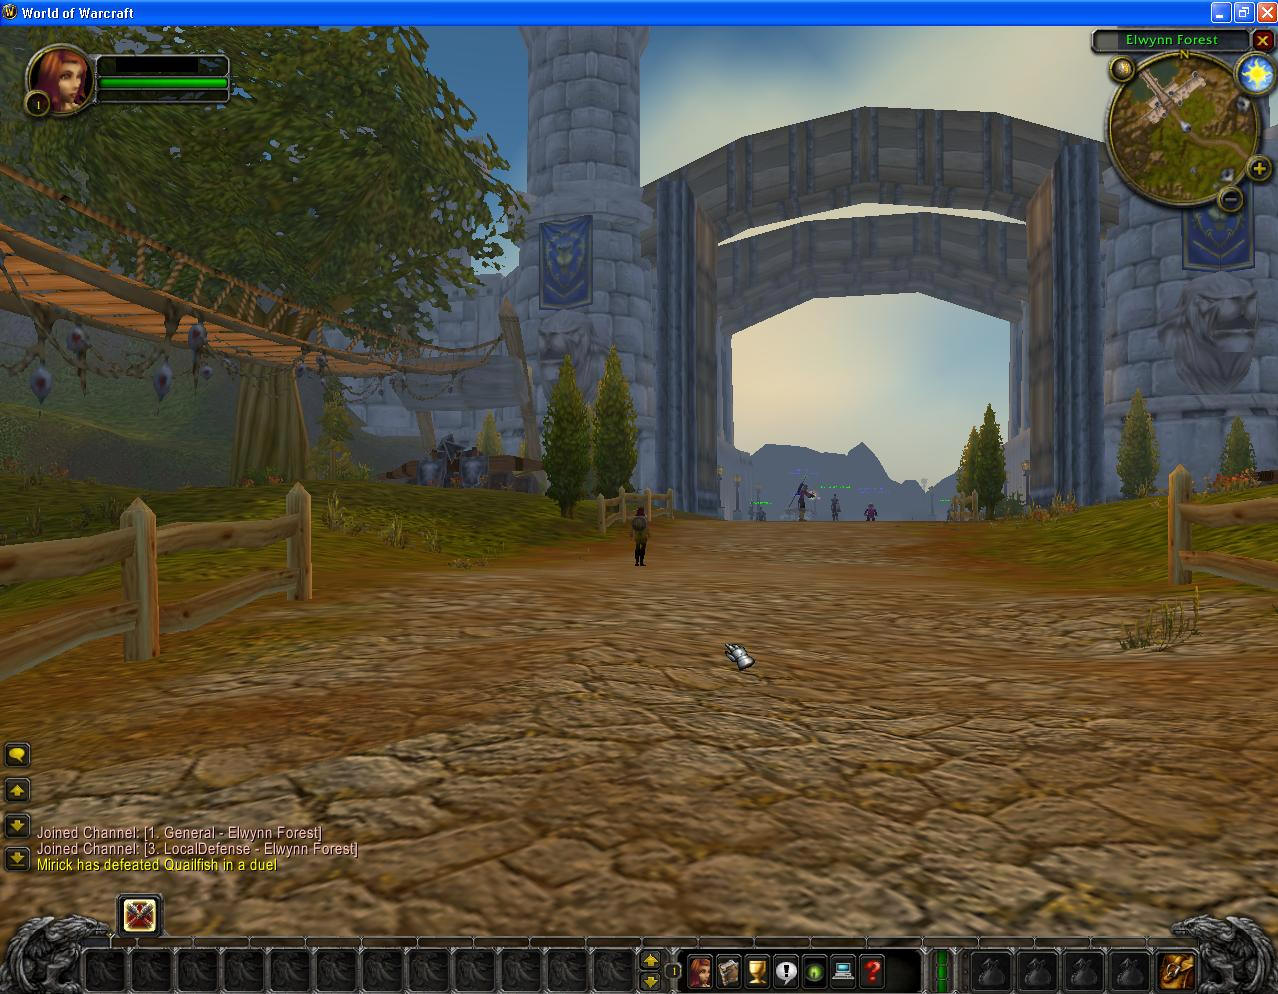 World of Warcraft
Elwynn Forest
N
1
Joined Channel: [1. General - Elwynn Forest]
Joined Channel: [3. LocalDefense - Elwynn Forest]
Mirick has defeated Quailfish in a duel
1